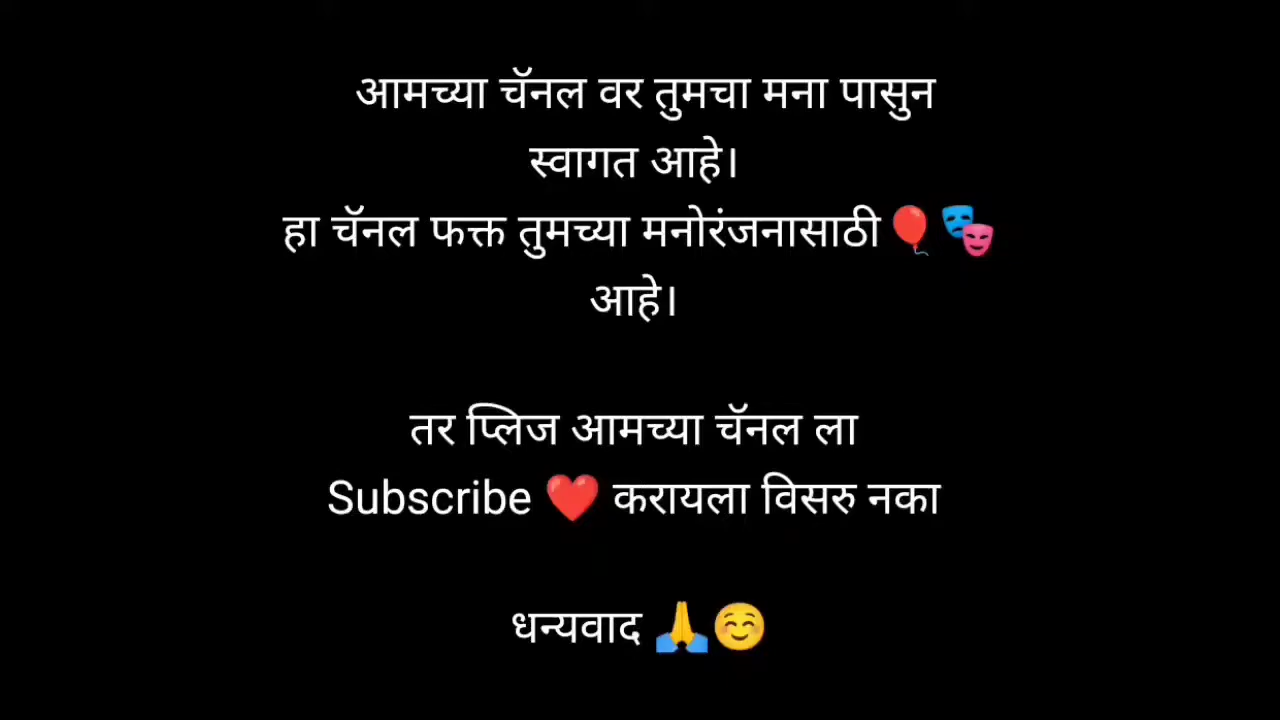 आमच्या चॅनल वर तुमचा मना पासुन
स्वागत आहे।
हा चॅनल फक्त तुमच्या मनोरंजनासाठी🎈🎭
आहे।
तर प्लिज आमच्या चॅनल ला
Subscribe ❤️ करायला विसरु नका
धन्यवाद 🙏☺️